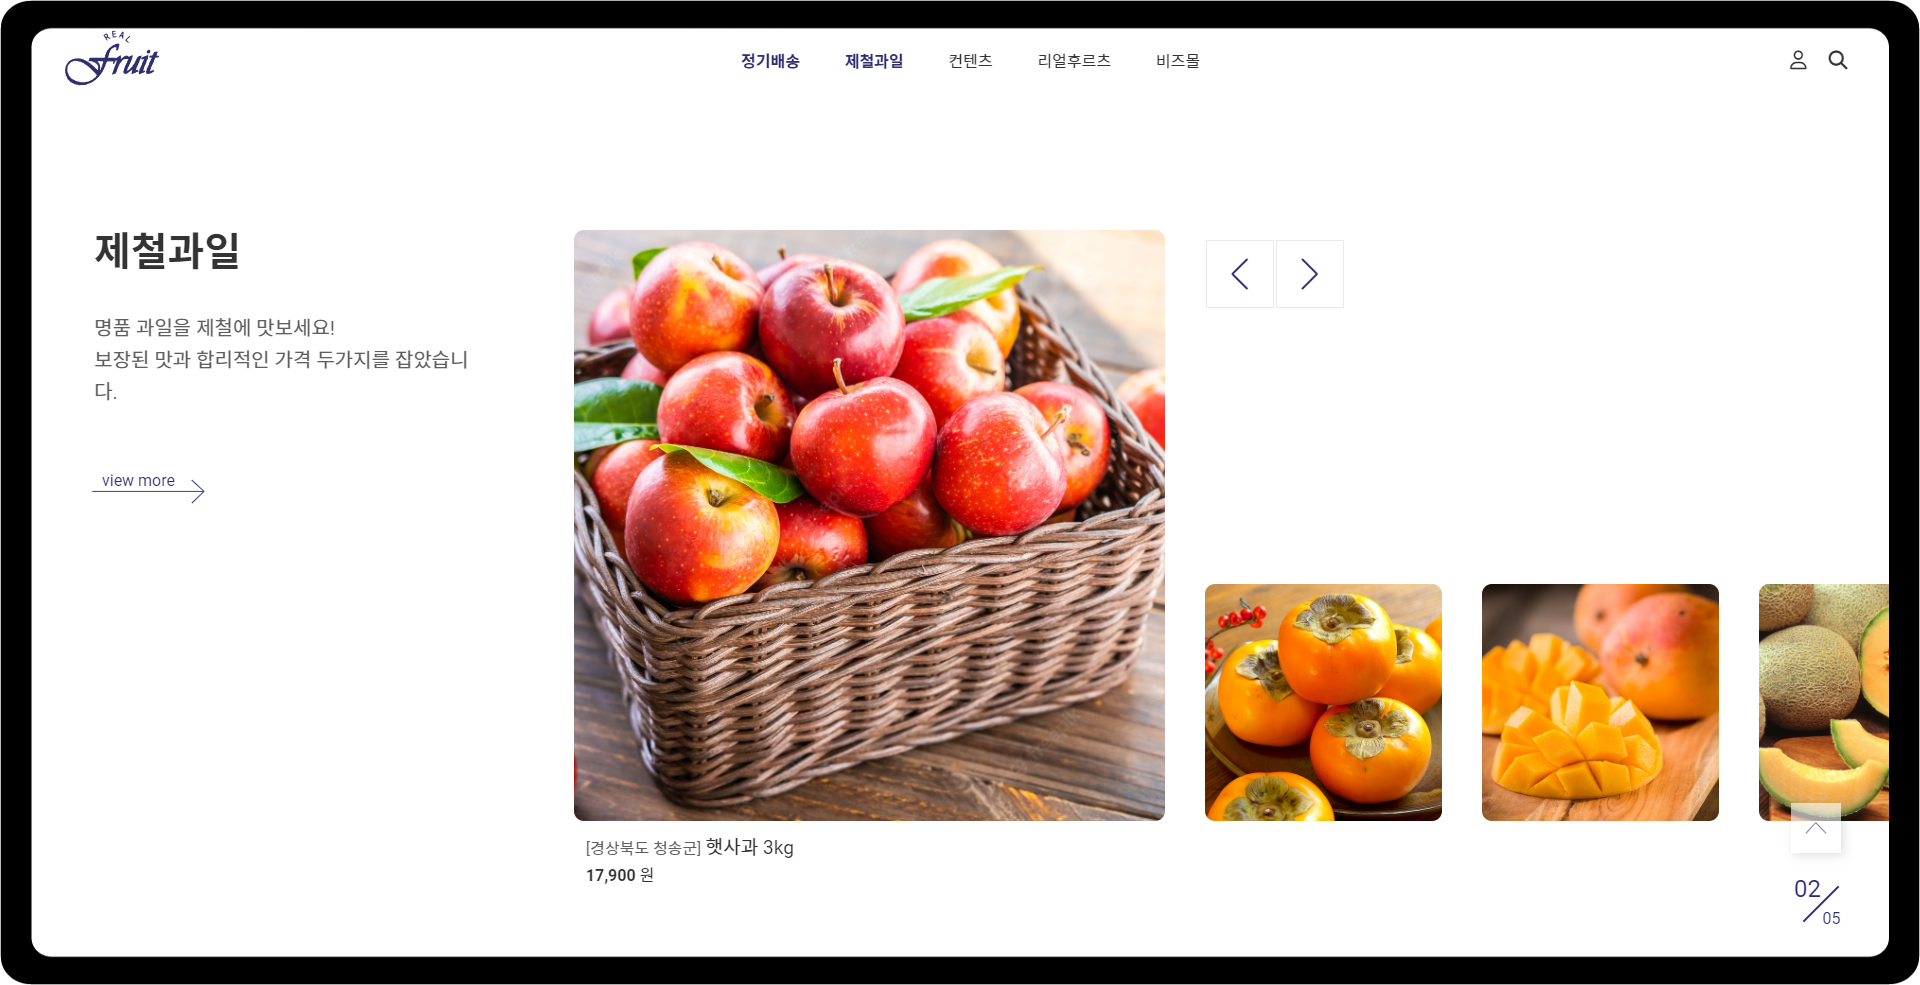 REAL
Fruit
정기배송 제철과일 컨텐츠 리얼후르츠 비즈몰
제철과일
명품 과일을 제철에 맛보세요!
보장된 맛과 합리적인 가격 두가지를 잡았습니
다.
view more
[경상북도 청송군] 햇사과 3kg
17,900 원
02
05